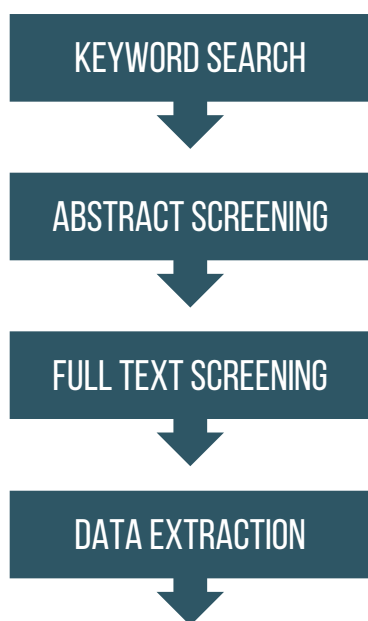 KEYWORD SEARCH
ABSTRACT SCREENING
FULL TEXT SCREENING
DATA EXTRACTION